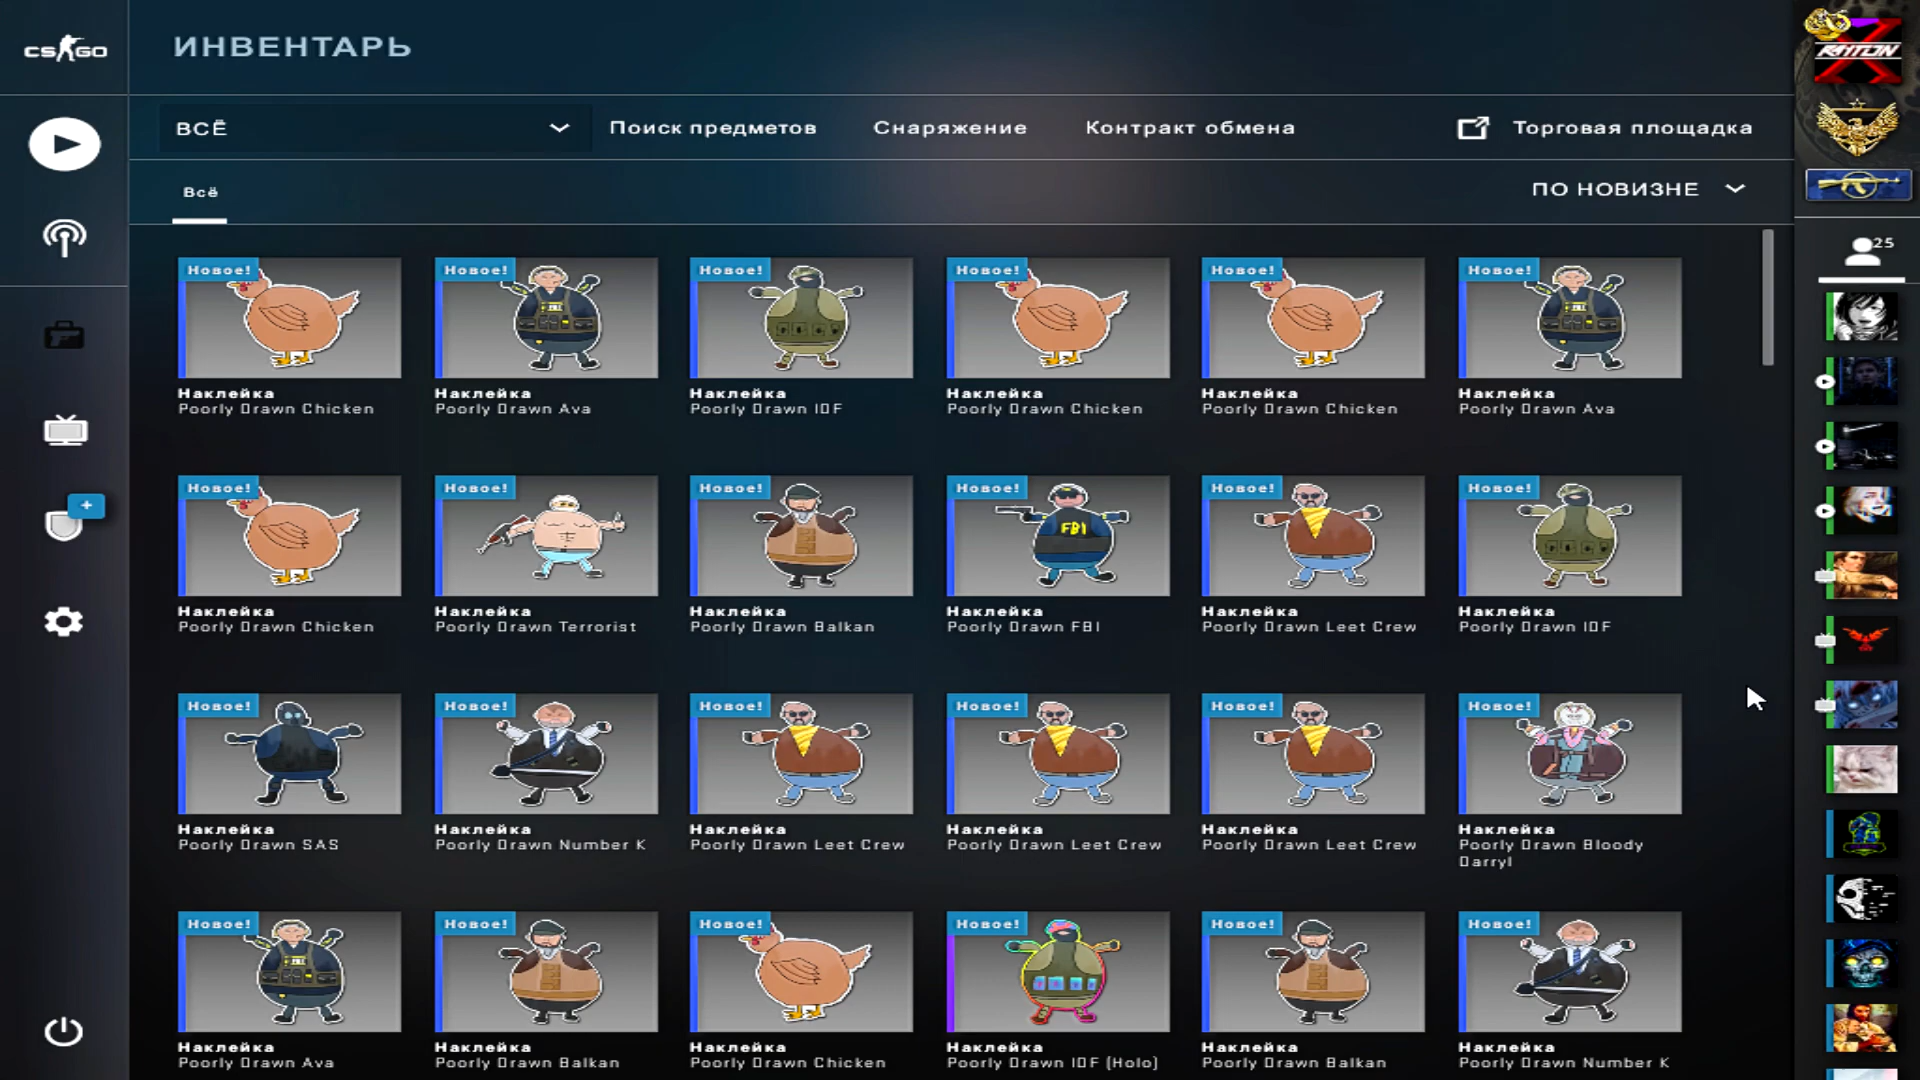 CS GO
ИНВЕНТАРЬ
ВСЁ
Поиск предметов
Снаряжение
Контракт обмена
Торговая площадка
Всё
ПО НОВИЗНЕ
25
Новое! Новое! Новое! Новое! Новое! Новое!
Наклейка Наклейка Наклейка Наклейка Наклейка Наклейка
Poorly Drawn Chicken Poorly Drawn Ava Poorly Drawn IDF Poorly Drawn Chicken Poorly Drawn Chicken Poorly Drawn Ava
Новое! Новое! Новое! Новое! Новое! Новое!
FBI
Наклейка Наклейка Наклейка Наклейка Наклейка Наклейка
Poorly Drawn Chicken Poorly Drawn Terrorist Poorly Drawn Balkan Poorly Drawn FBI Poorly Drawn Leet Crew Poorly Drawn IDF
Новое! Новое! Новое! Новое! Новое! Новое!
Наклейка Наклейка Наклейка Наклейка Наклейка Наклейка
Poorly Drawn SAS Poorly Drawn Number K Poorly Drawn Leet Crew Poorly Drawn Leet Crew Poorly Drawn Leet Crew Poorly Drawn Bloody
Darryl
Новое! Новое! Новое! Новое! Новое! Новое!
Наклейка Наклейка Наклейка Наклейка Наклейка Наклейка
Poorly Drawn Ava Poorly Drawn Balkan Poorly Drawn Chicken Poorly Drawn IDF (Holo) Poorly Drawn Balkan Poorly Drawn Number K